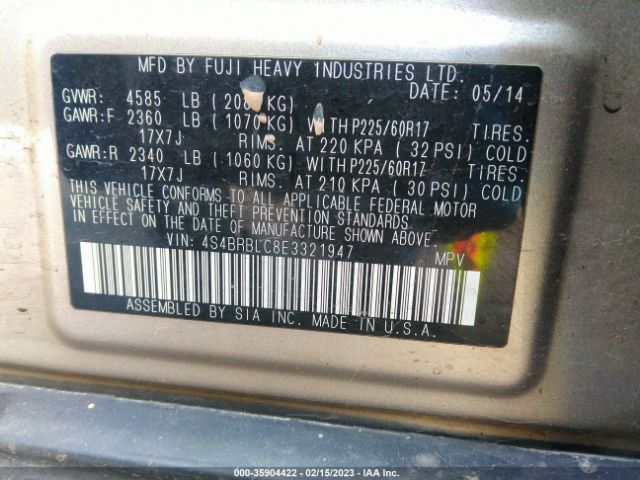 MFD BY FUJI HEAVY 1NDUSTRIES LTD.
DATE: 05/14
GVWR: 4585 LB ( KG)
GAWR:F 2360 LB ( 1070 KG) WITH P225/60R17 TIRES.
17X7J RIMS. AT 220 KPA ( 32 PSI) COLD
GAWR:R 2340 LB ( 1060 KG) WITH P225/60R17 TIRES.
17X7J RIMS. AT 210 KPA ( 30 PSI) COLD
THIS VEHICLE CONFORMS TO ALL APPLICABLE FEDERAL MOTOR
VEHICLE SAFETY AND THEFT PREVENTION STANDARDS
IN EFFECT ON THE DATE OF MANUFACTURE SHOWN ABOVE.
VIN: 4S4BRBLC8E3321947 MPV
ASSEMBLED BY SIA INC. MADE IN U.S.A.
000-35904422 - 02/15/2023 - IAA Inc.